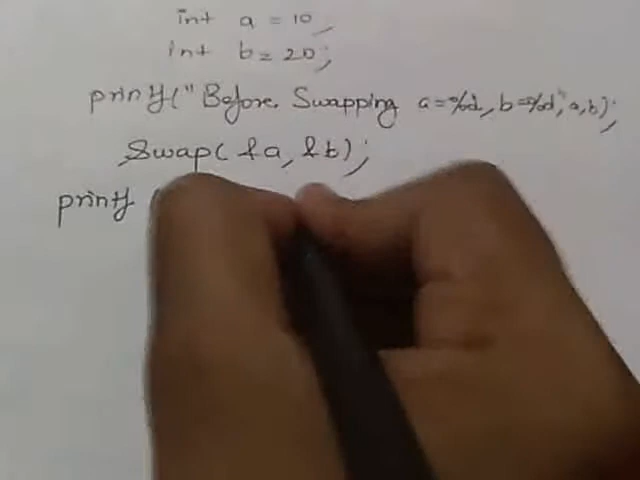 int a = 10,
int b = 20;
printf(" Before Swapping a=%d, b=%d", a, b);
Swap( &a, &b);
printf (